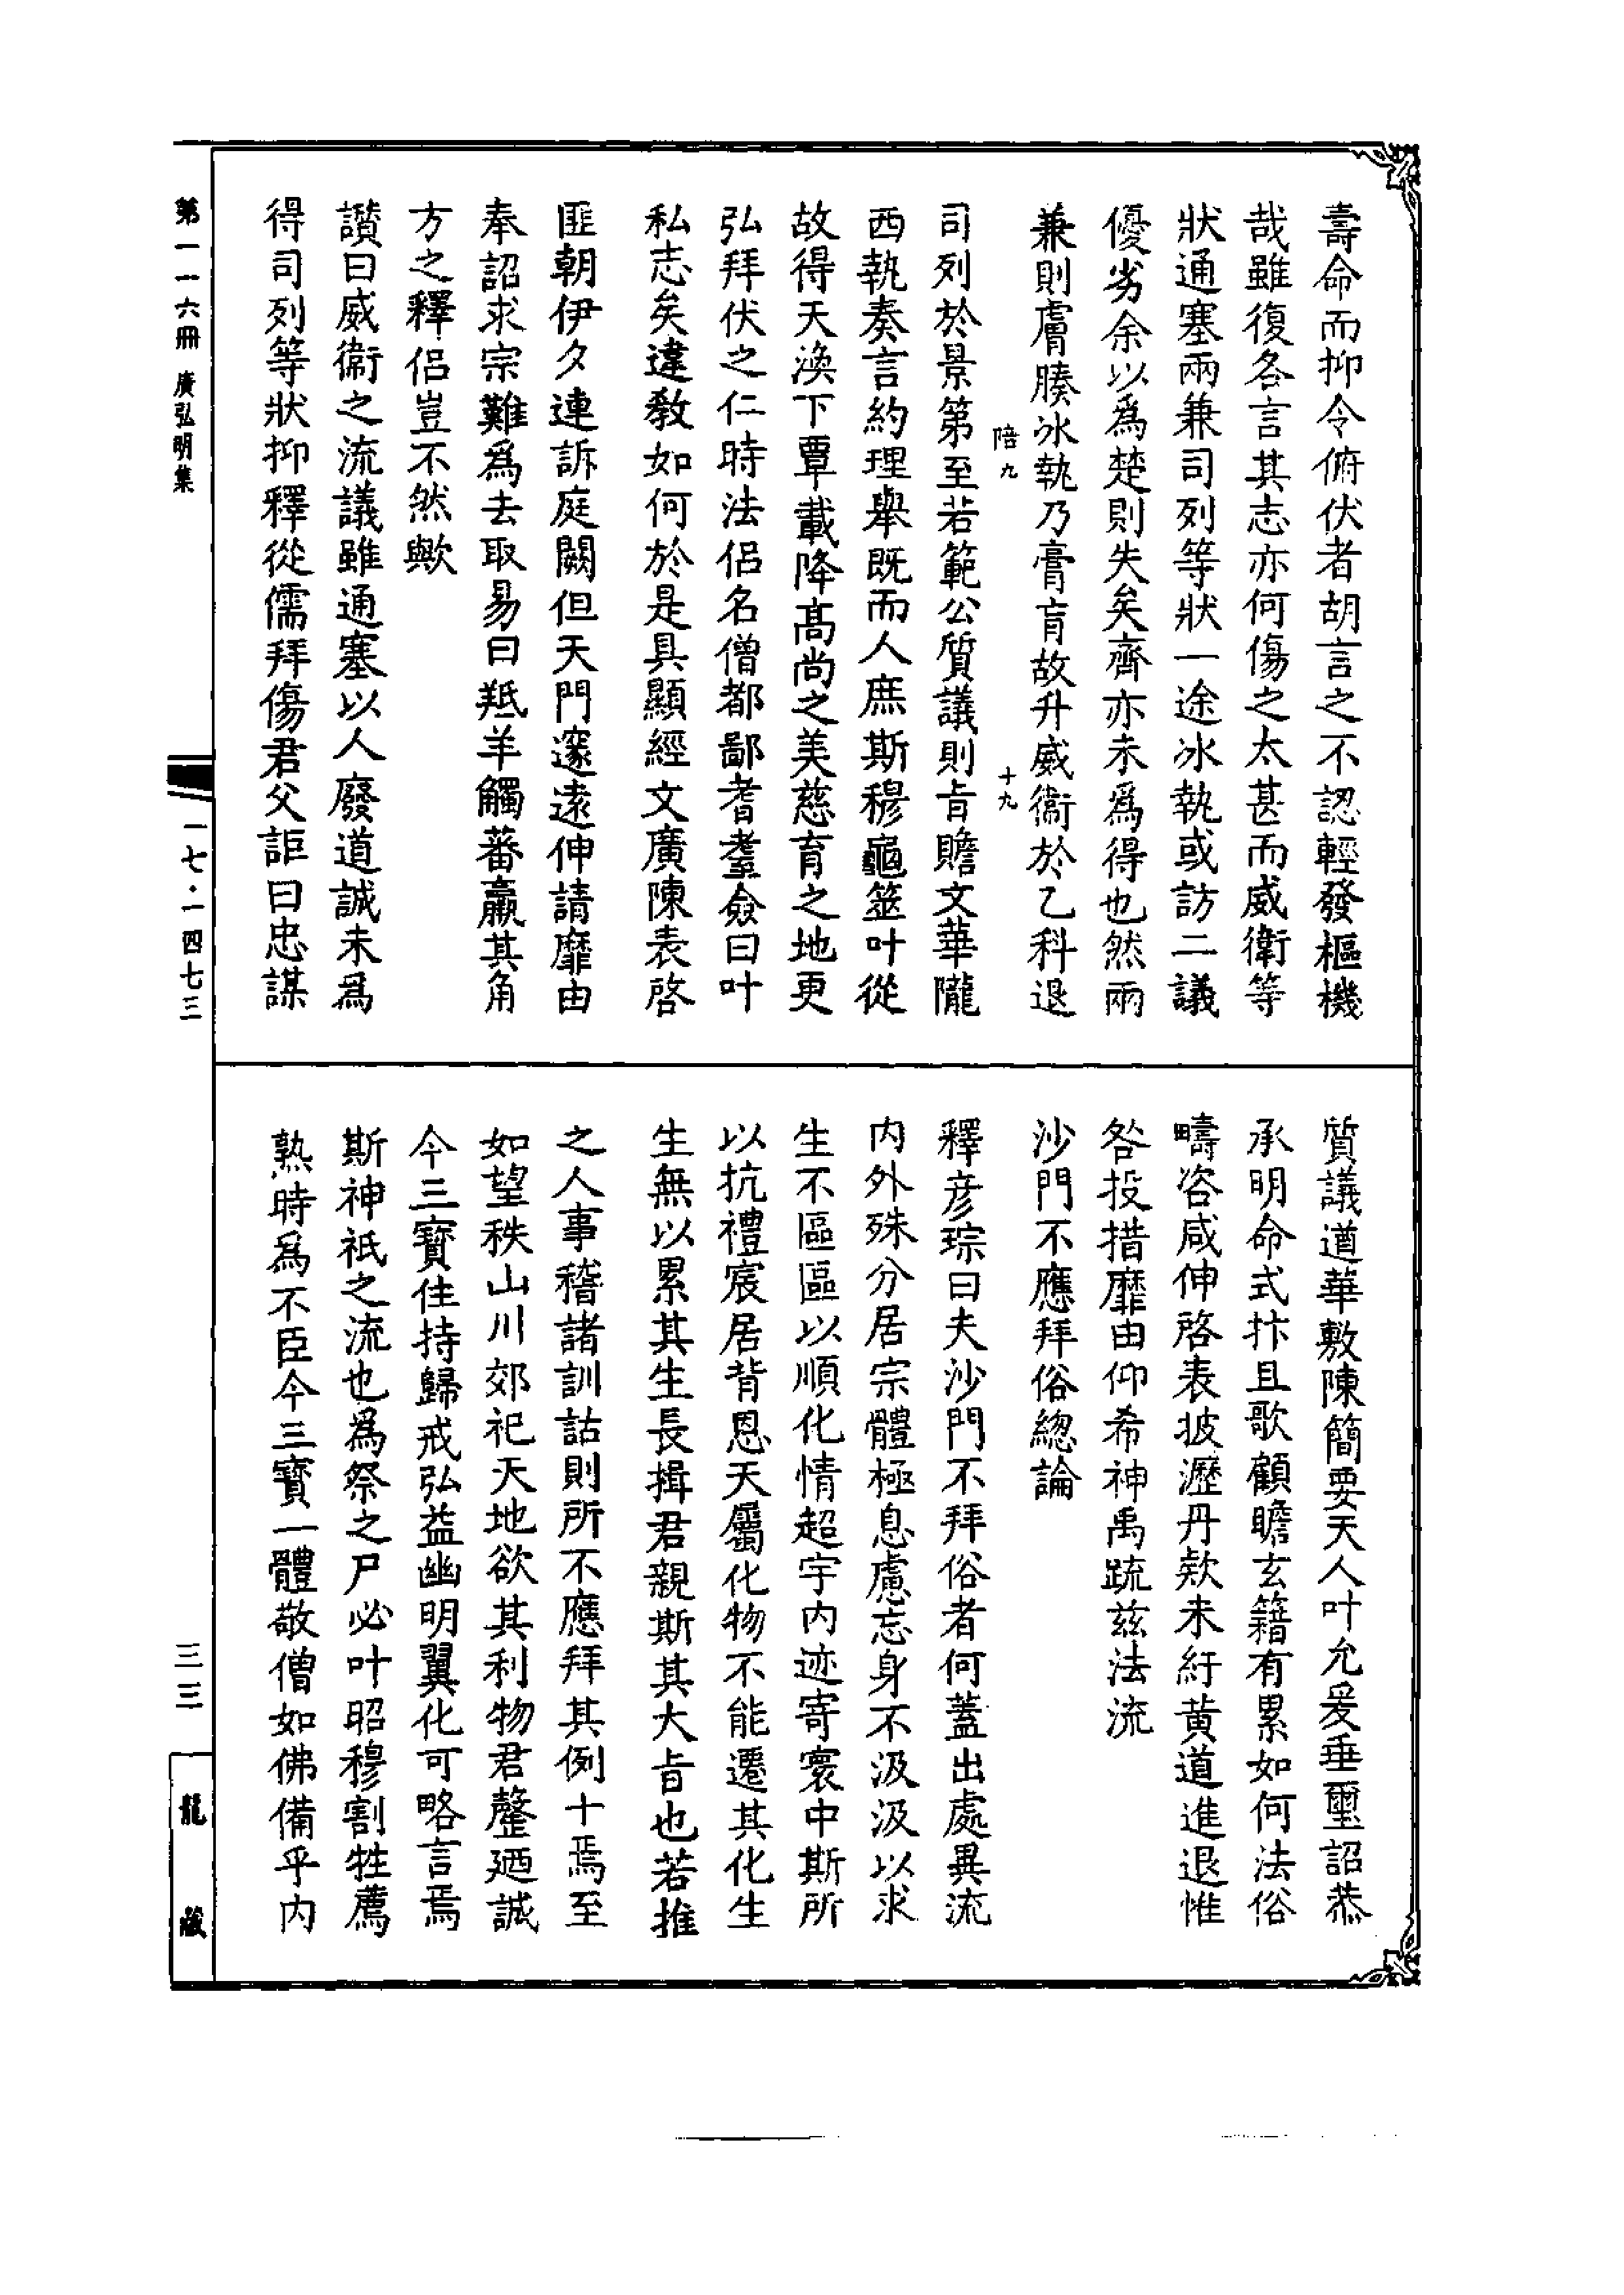 壽命而抑令俯伏者胡言之不認輕發樞機
哉雖復各言其志亦何傷之太甚而威衛等
狀通塞兩兼司列等狀一途冰執或訪二議
優劣余以為楚則失矣齊亦未為得也然兩
兼則膚腠冰執乃膏肓故升威衞於乙科退
陪九 十九
司列於景第至若範公質議則旨贍文華隴
西執奏言約理舉既而人庶斯穆龜筮叶從
故得天渙下覃載降高尚之美慈育之地更
弘拜伏之仁時法侶名僧都鄙耆耋僉曰叶
私志矣違教如何於是具顯經文廣陳表啓
匪朝伊夕連訴庭闕但天門邃遠伸請靡由
奉詔求宗難為去取易曰羝羊觸蕃羸其角
方之釋侶豈不然歟
讚曰威衞之流議雖通塞以人廢道誠未爲
得司列等狀抑釋從儒拜傷君父詎曰忠謀
質議遒華敷陳簡要天人叶允爰垂璽詔恭
承明命式抃且歌顧瞻玄籍有累如何法俗
疇咨咸伸啓表披瀝丹欵未紆黄道進退惟
咎投措靡由仰希神禹疏兹法流
沙門不應拜俗總論
釋彦琮曰夫沙門不拜俗者何蓋出處異流
内外殊分居宗體極息慮忘身不汲汲以求
生不區區以順化情超宇内迹寄寰中斯所
以抗禮宸居背恩天屬化物不能遷其化生
生無以累其生長揖君親斯其大旨也若推
之人事稽諸訓詁則所不應拜其例十焉至
如望秩山川郊祀天地欲其利物君釐廼誠
今三寳住持歸戒弘益幽明翼化可略言焉
斯神祇之流也爲祭之尸必叶昭穆割牲薦
熟時爲不臣今三寳一體敬僧如佛備乎内
第一一六冊 廣弘明集
一七·一四七三
三三
龍藏